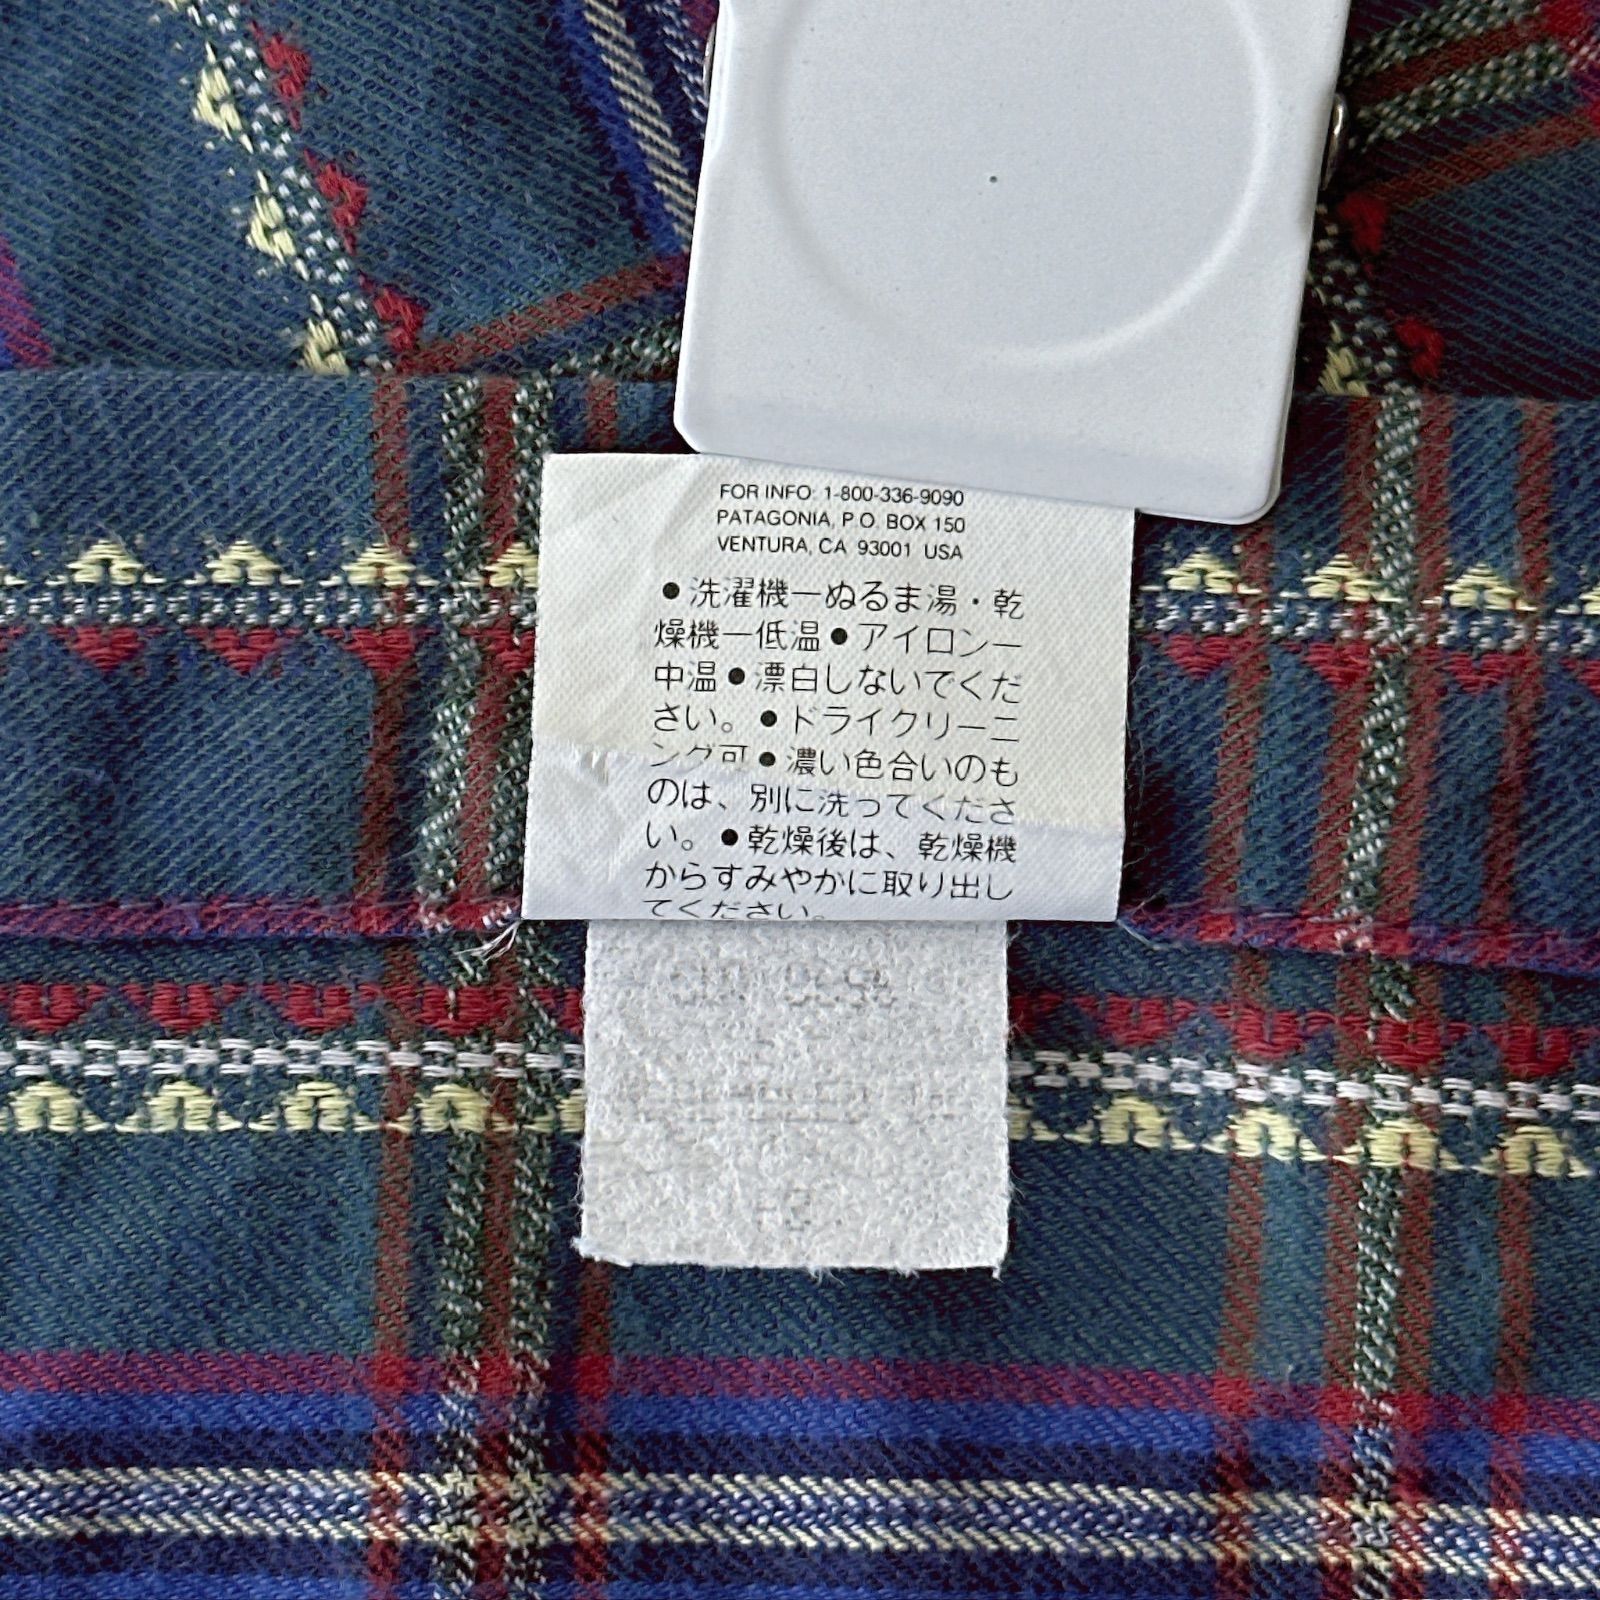 FOR INFO: 1-800-336-9090
PATAGONIA, P.O. BOX 150
VENTURA, CA 93001 USA
●洗濯機ーぬるま湯・乾
燥機ー低温●アイロンー
中温●漂白しないでくだ
さい。●ドライクリーニ
ング可●濃い色合いのも
のは、別に洗ってくださ
い。●乾燥後は、乾燥機
からすみやかに取り出し
てください。